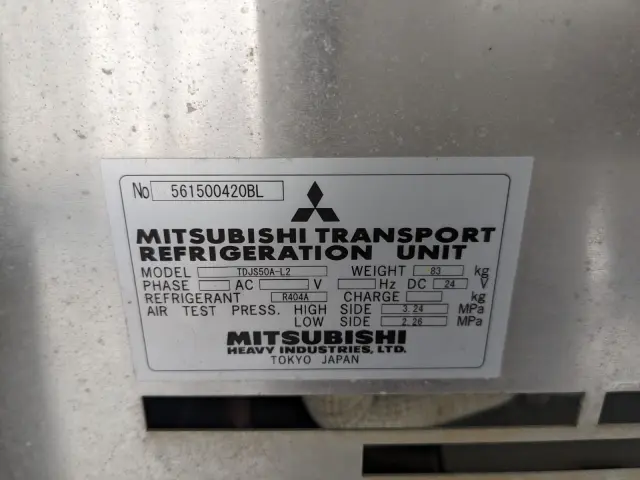 No 561500420BL
MITSUBISHI TRANSPORT
REFRIGERATION UNIT
MODEL TDJS50A-L2 WEIGHT 83 kg
PHASE AC V Hz DC 24 V
REFRIGERANT R404A CHARGE kg
AIR TEST PRESS. HIGH SIDE 3.24 MPa
LOW SIDE 2.26 MPa
MITSUBISHI
HEAVY INDUSTRIES, LTD.
TOKYO JAPAN